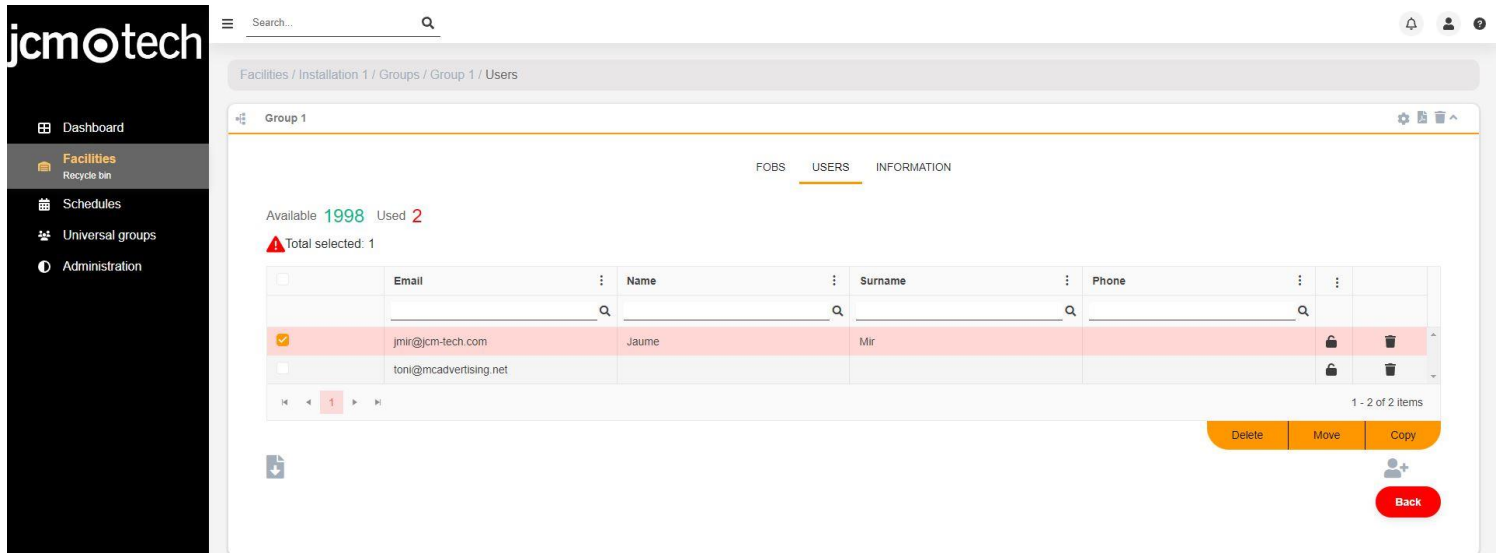 jcmotech
Search...
Facilities / Installation 1 / Groups / Group 1 / Users
Dashboard
Facilities
Recycle bin
Schedules
Universal groups
Administration
Group 1
FOBS USERS INFORMATION
Available 1998 Used 2
Total selected: 1
Email Name Surname Phone
jmir@jcm-tech.com Jaume Mir
toni@mcadvertising.net
1 1 - 2 of 2 items
Delete Move Copy
Back